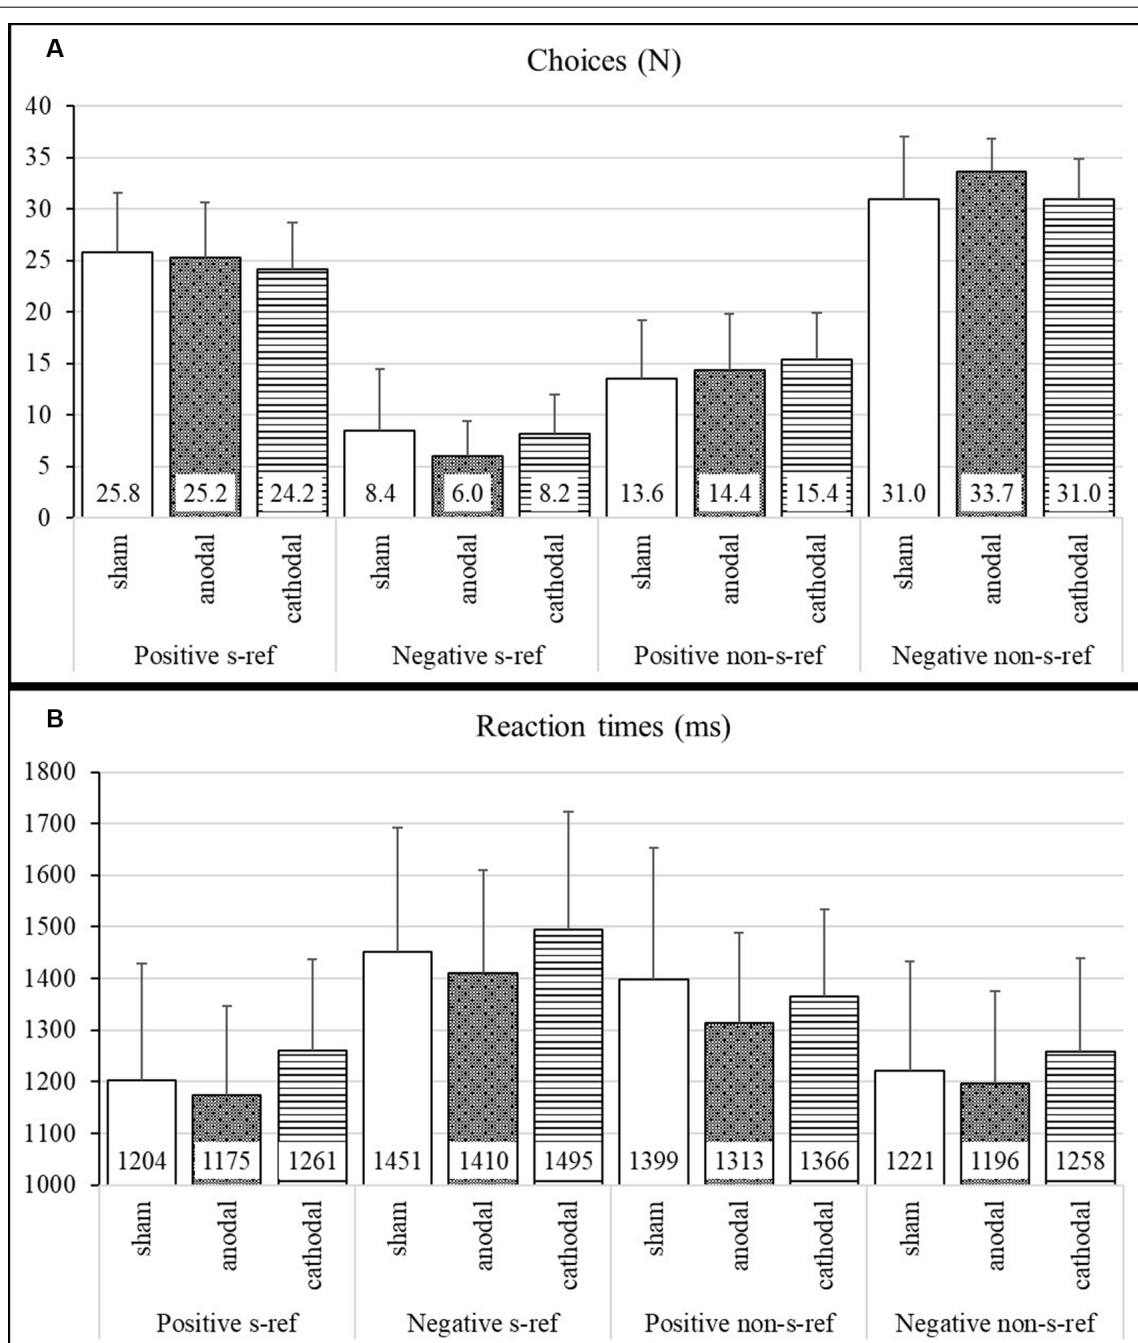 A
Choices (N)
40
35
30
25
20
15
10
5
0
25.8 25.2 24.2 8.4 6.0 8.2 13.6 14.4 15.4 31.0 33.7 31.0
sham anodal cathodal sham anodal cathodal sham anodal cathodal sham anodal cathodal
Positive s-ref Negative s-ref Positive non-s-ref Negative non-s-ref
B
Reaction times (ms)
1800
1700
1600
1500
1400
1300
1200
1100
1000
1204 1175 1261 1451 1410 1495 1399 1313 1366 1221 1196 1258
sham anodal cathodal sham anodal cathodal sham anodal cathodal sham anodal cathodal
Positive s-ref Negative s-ref Positive non-s-ref Negative non-s-ref